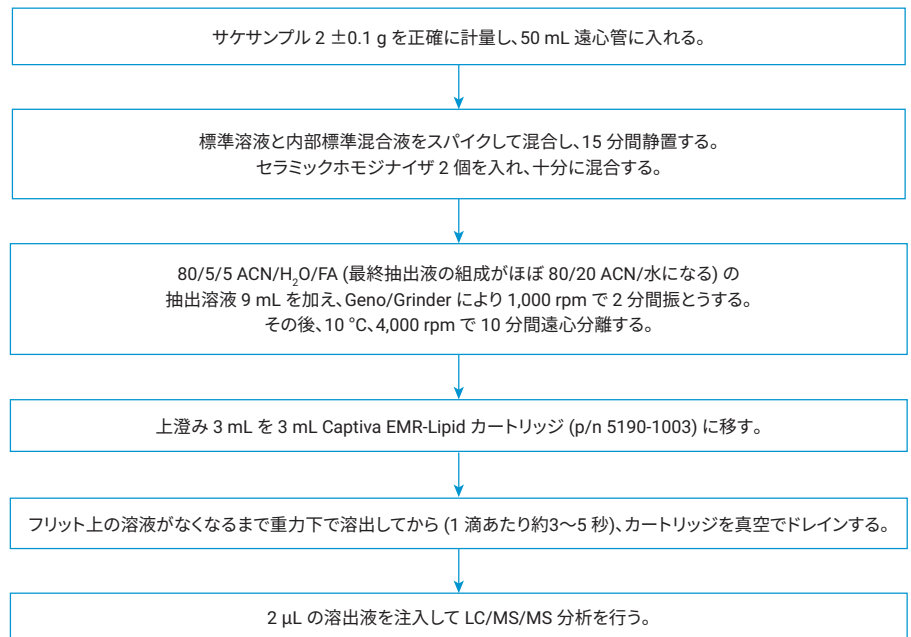 サケサンプル 2 ±0.1 g を正確に計量し、50 mL 遠心管に入れる。
標準溶液と内部標準混合液をスパイクして混合し、15 分間静置する。
セラミックホモジナイザ 2 個を入れ、十分に混合する。
80/5/5 ACN/H₂O/FA (最終抽出液の組成がほぼ 80/20 ACN/水になる) の
抽出溶液 9 mL を加え、Geno/Grinder により 1,000 rpm で 2 分間振とうする。
その後、10 °C、4,000 rpm で 10 分間遠心分離する。
上澄み 3 mL を 3 mL Captiva EMR-Lipid カートリッジ (p/n 5190-1003) に移す。
フリット上の溶液がなくなるまで重力下で溶出してから (1 滴あたり約3～5 秒)、カートリッジを真空でドレインする。
2 µL の溶出液を注入して LC/MS/MS 分析を行う。